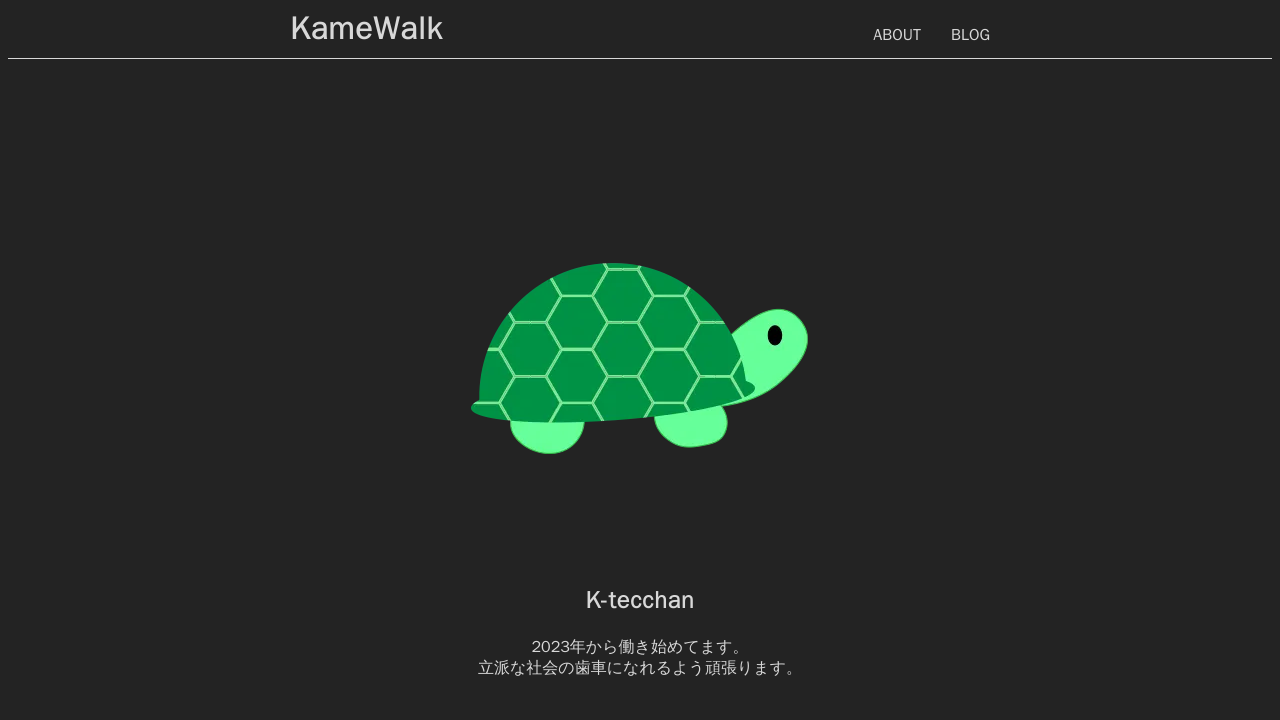 KameWalk
ABOUT BLOG
K-tecchan
2023年から働き始めてます。
立派な社会の歯車になれるよう頑張ります。